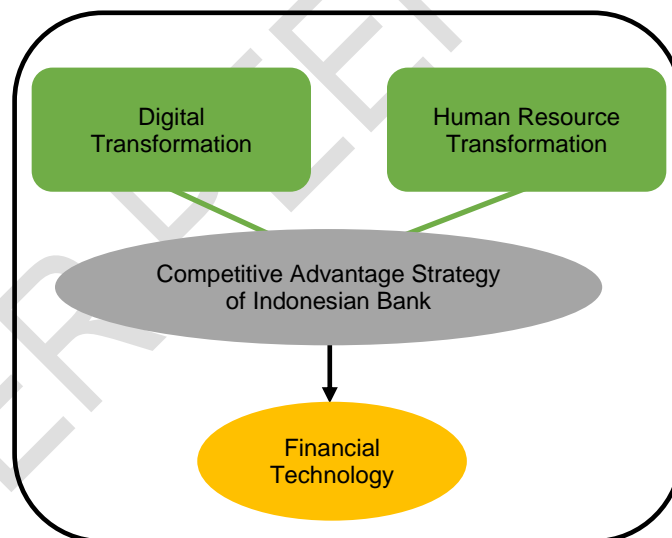 Digital
Transformation
Human Resource
Transformation
Competitive Advantage Strategy
of Indonesian Bank
Financial
Technology